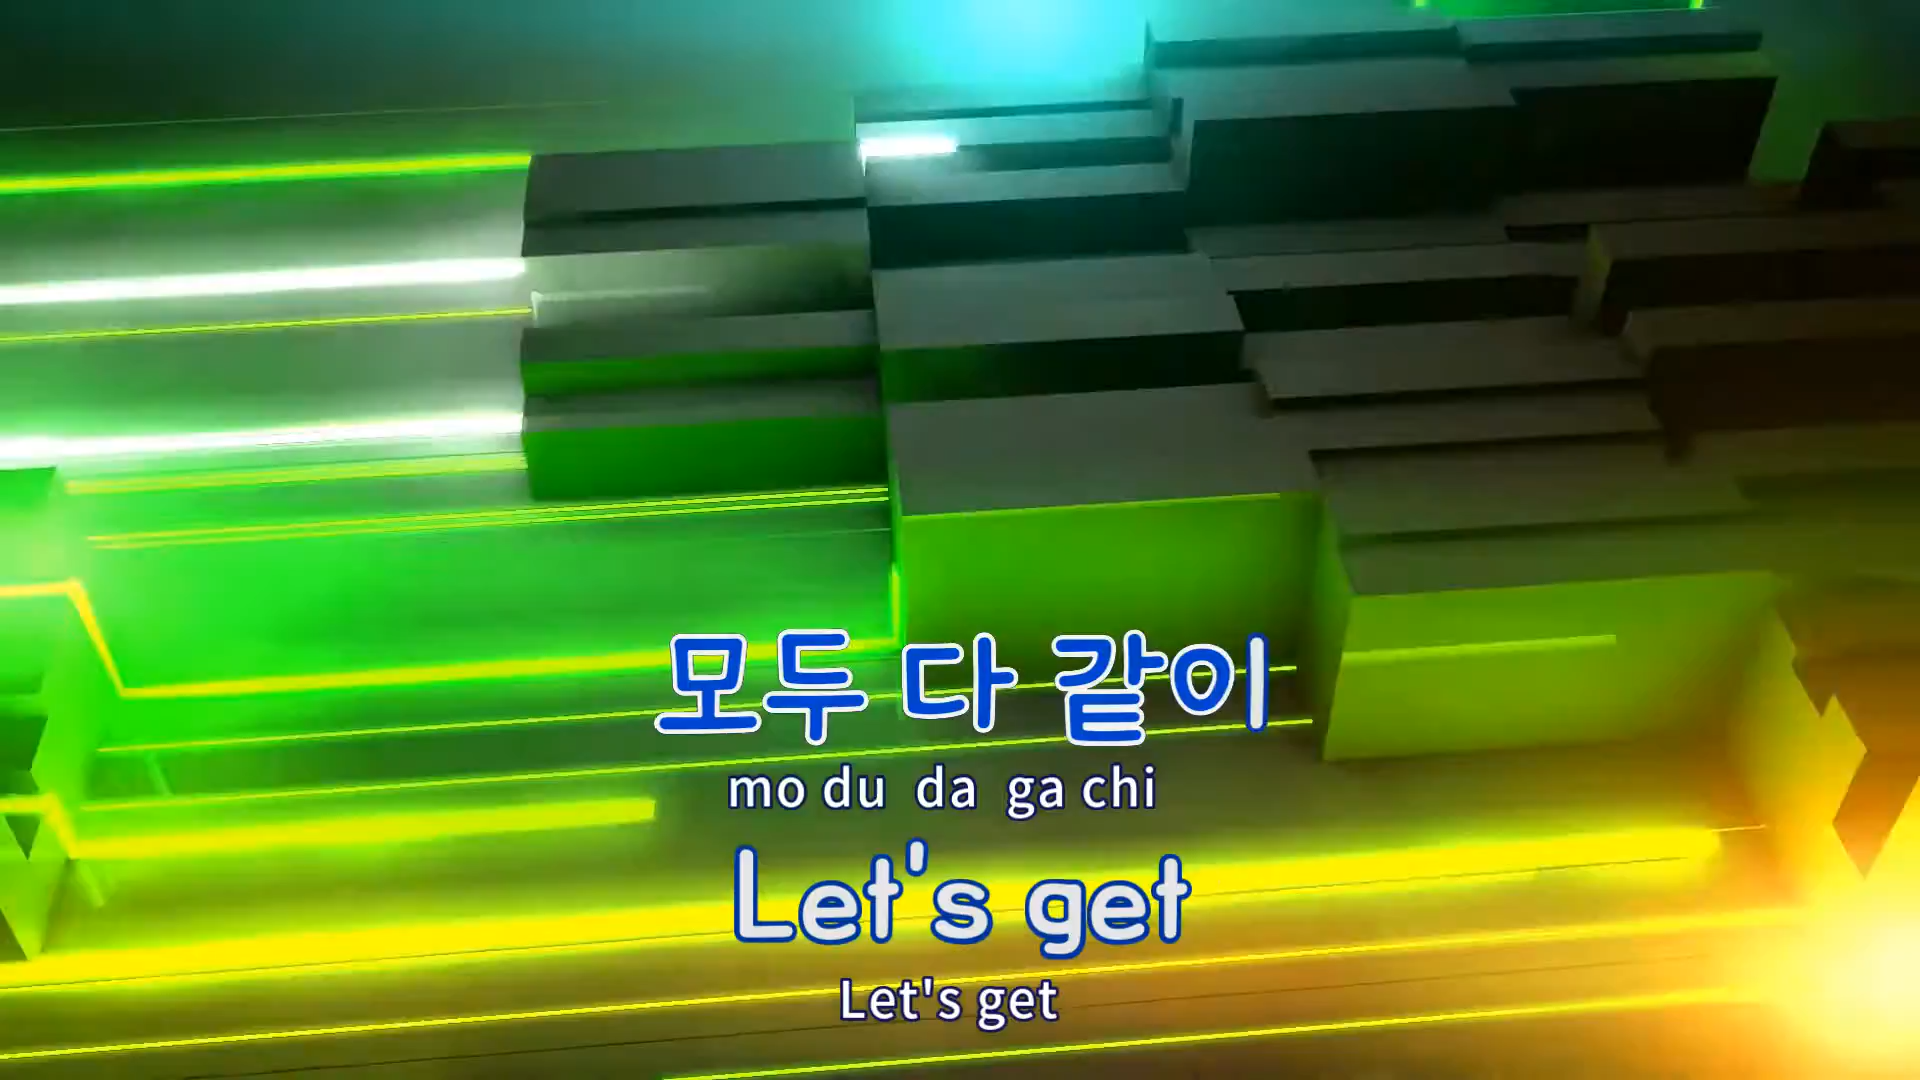 모두 다 같이
mo du da ga chi
Let's get
Let's get